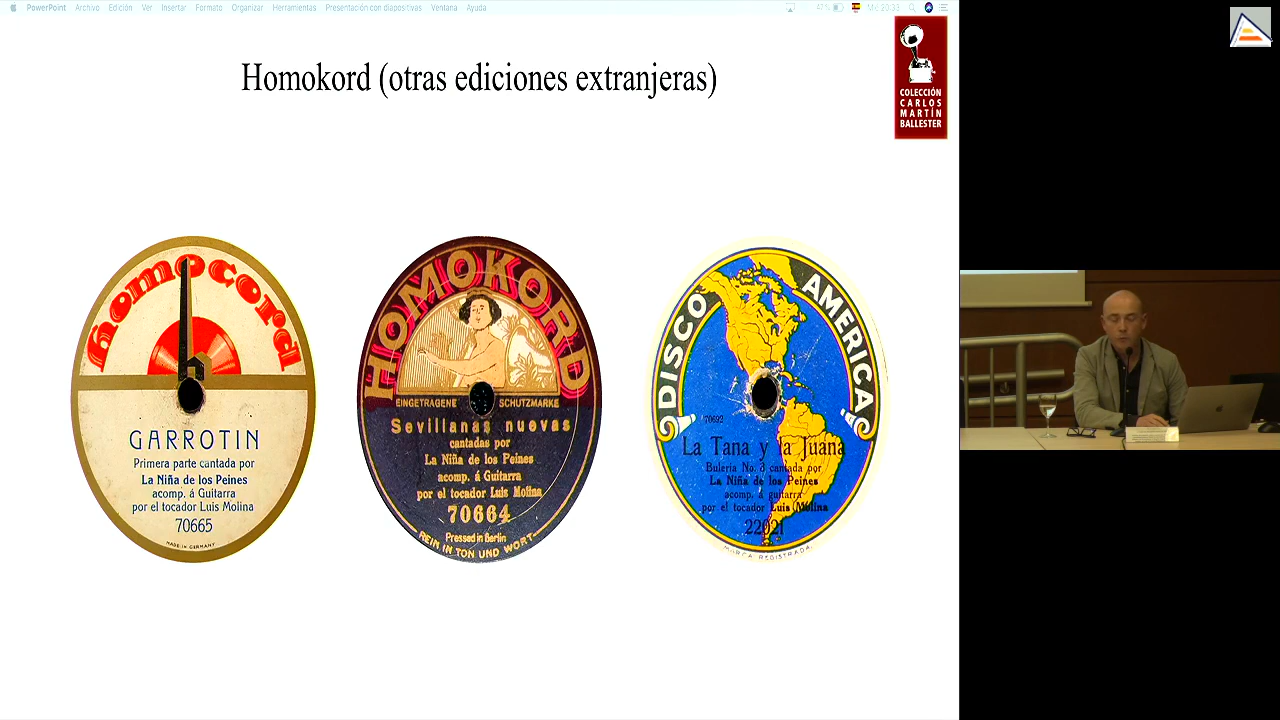 PowerPoint Archivo Edición Ver Insertar Formato Organizar Herramientas Presentación con diapositivas Ventana Ayuda
47 % Mié 20:33
Homokord (otras ediciones extranjeras)
COLECCIÓN
CARLOS
MARTÍN
BALLESTER
homocord
GARROTIN
Primera parte cantada por
La Niña de los Peines
acomp. á Guitarra
por el tocador Luis Molina
70665
MADE IN GERMANY
HOMOKORD
EINGETRAGENE SCHUTZMARKE
Sevillanas nuevas
cantadas por
La Niña de los Peines
acomp. á Guitarra
por el tocador Luis Molina
70664
Pressed in Berlin
REIN IN TON UND WORT
DISCO AMERICA
70692
La Tana y la Juana
Bulería No. 3 cantada por
La Niña de los Peines
acomp. á guitarra
por el tocador Luis Molina
22021
MARCA REGISTRADA